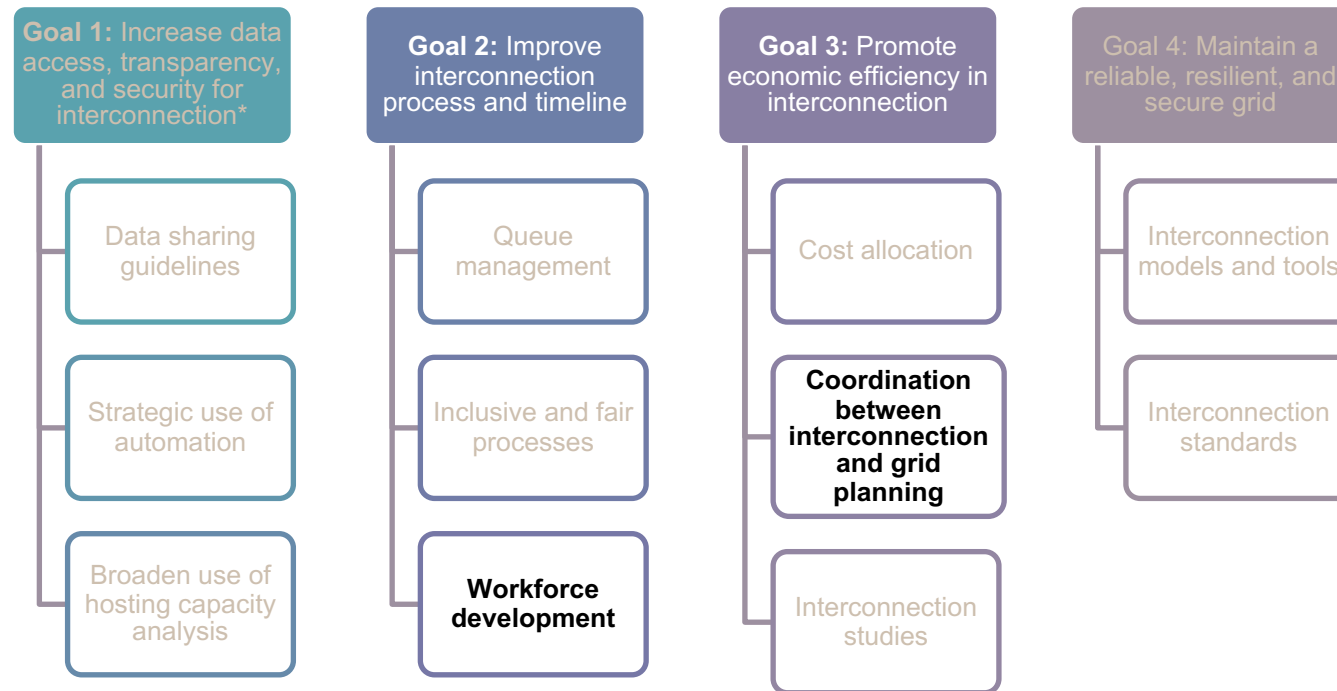 Goal 1: Increase data
access, transparency,
and security for
interconnection*
Data sharing
guidelines
Strategic use of
automation
Broaden use of
hosting capacity
analysis
Goal 2: Improve
interconnection
process and timeline
Queue
management
Inclusive and fair
processes
Workforce
development
Goal 3: Promote
economic efficiency in
interconnection
Cost allocation
Coordination
between
interconnection
and grid
planning
Interconnection
studies
Goal 4: Maintain a
reliable, resilient, and
secure grid
Interconnection
models and tools
Interconnection
standards